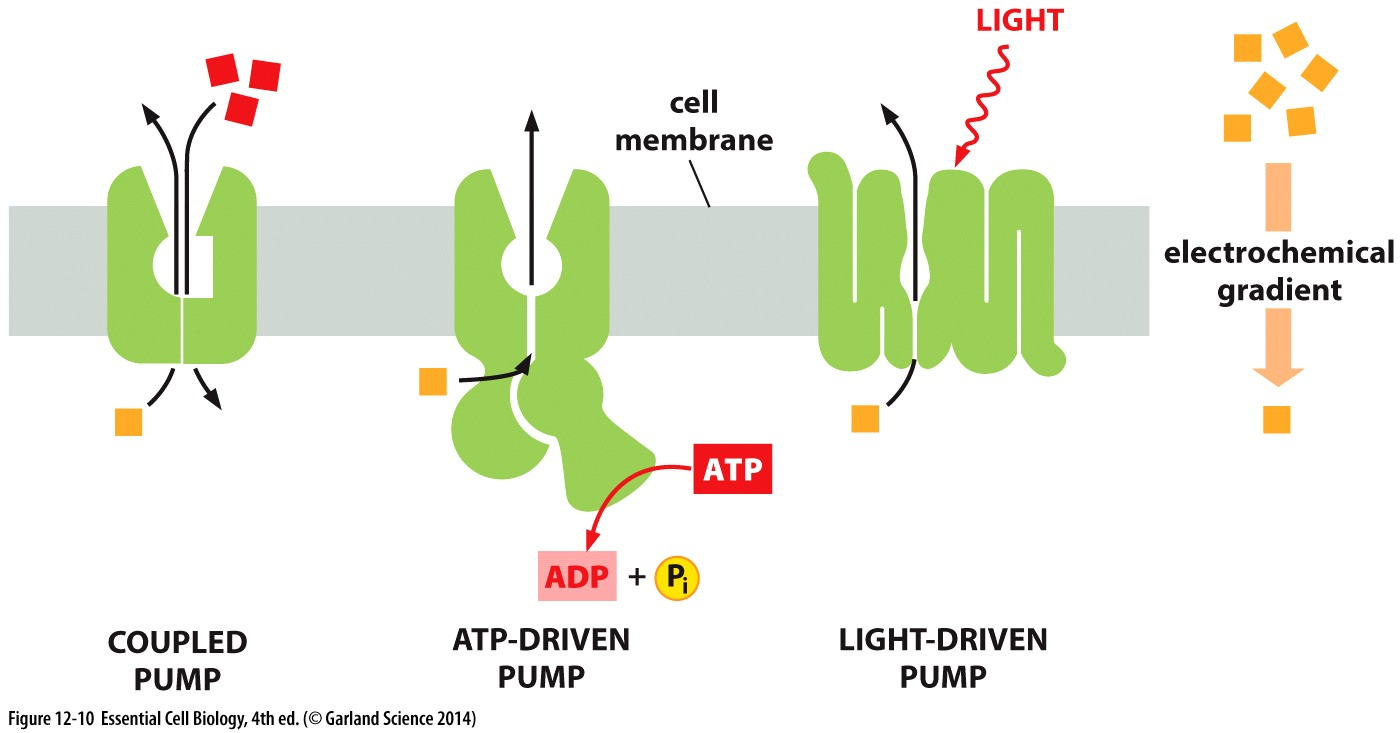 LIGHT
cell
membrane
electrochemical
gradient
ATP
ADP + Pi
COUPLED
PUMP
ATP-DRIVEN
PUMP
LIGHT-DRIVEN
PUMP
Figure 12-10 Essential Cell Biology, 4th ed. (© Garland Science 2014)